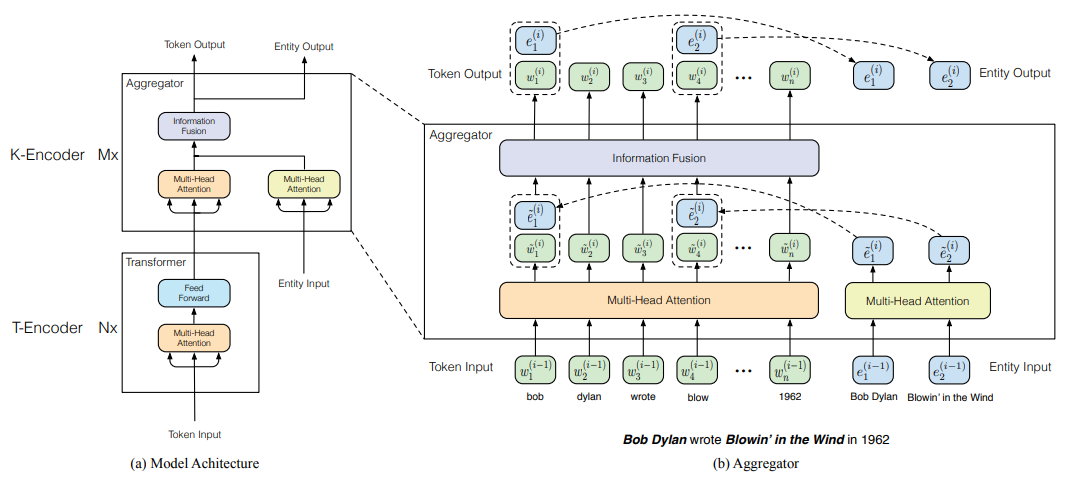 Token Output
Entity Output
Aggregator
Information
Fusion
K-Encoder Mx
Multi-Head
Attention
Multi-Head
Attention
Transformer
Entity Input
Feed
Forward
T-Encoder Nx
Multi-Head
Attention
Token Input
(a) Model Achitecture
e_1^{(i)} e_2^{(i)}
Token Output w_1^{(i)} w_2^{(i)} w_3^{(i)} w_4^{(i)} ... w_n^{(i)} e_1^{(i)} e_2^{(i)} Entity Output
Aggregator
Information Fusion
ẽ_1^{(i)} ẽ_2^{(i)}
w̃_1^{(i)} w̃_2^{(i)} w̃_3^{(i)} w̃_4^{(i)} ... w̃_n^{(i)} ẽ_1^{(i)} ẽ_2^{(i)}
Multi-Head Attention Multi-Head Attention
Token Input w_1^{(i-1)} w_2^{(i-1)} w_3^{(i-1)} w_4^{(i-1)} ... w_n^{(i-1)} e_1^{(i-1)} e_2^{(i-1)} Entity Input
bob dylan wrote blow 1962 Bob Dylan Blowin' in the Wind
Bob Dylan wrote Blowin' in the Wind in 1962
(b) Aggregator